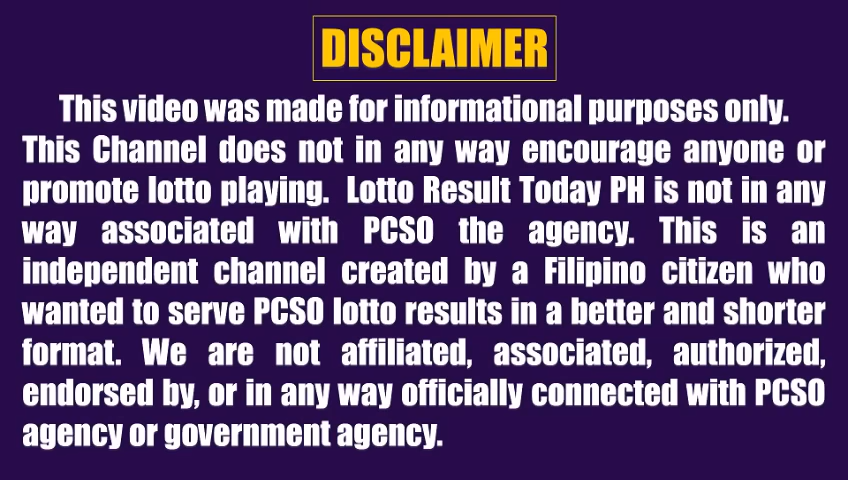 DISCLAIMER
This video was made for informational purposes only.
This Channel does not in any way encourage anyone or
promote lotto playing. Lotto Result Today PH is not in any
way associated with PCSO the agency. This is an
independent channel created by a Filipino citizen who
wanted to serve PCSO lotto results in a better and shorter
format. We are not affiliated, associated, authorized,
endorsed by, or in any way officially connected with PCSO
agency or government agency.